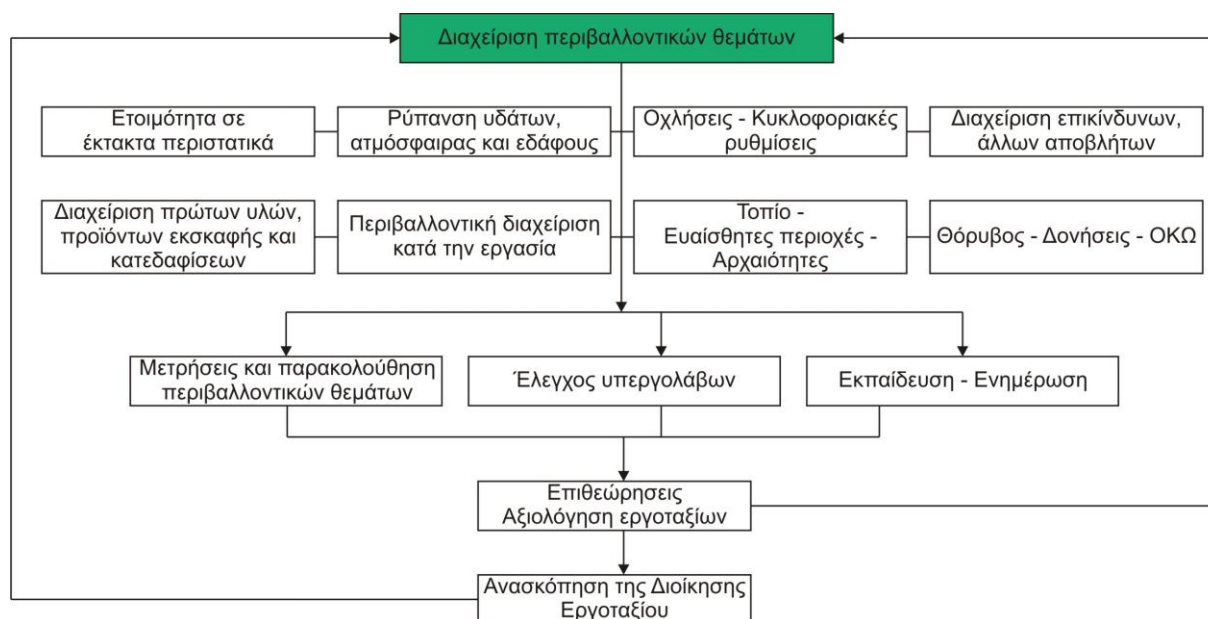 Διαχείριση περιβαλλοντικών θεμάτων
Ετοιμότητα σε
έκτακτα περιστατικά
Ρύπανση υδάτων,
ατμόσφαιρας και εδάφους
Οχλήσεις - Κυκλοφοριακές
ρυθμίσεις
Διαχείριση επικίνδυνων,
άλλων αποβλήτων
Διαχείριση πρώτων υλών,
προϊόντων εκσκαφής και
κατεδαφίσεων
Περιβαλλοντική διαχείριση
κατά την εργασία
Τοπίο -
Ευαίσθητες περιοχές -
Αρχαιότητες
Θόρυβος - Δονήσεις - ΟΚΩ
Μετρήσεις και παρακολούθηση
περιβαλλοντικών θεμάτων
Έλεγχος υπεργολάβων
Εκπαίδευση - Ενημέρωση
Επιθεώρησεις
Αξιολόγηση εργοταξίων
Ανασκόπηση της Διοίκησης
Εργοταξίου